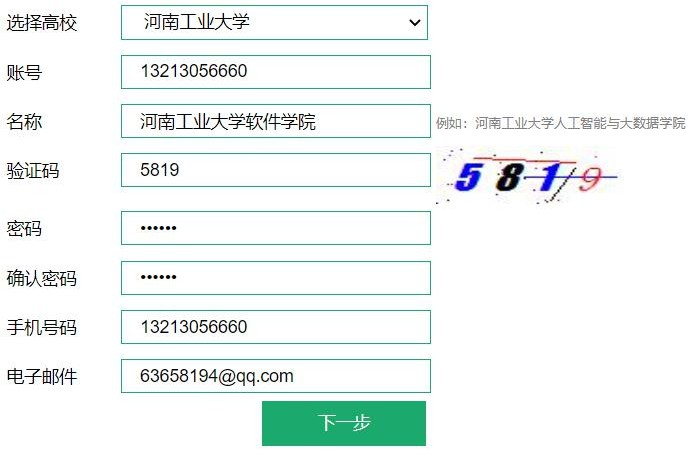 选择高校 河南工业大学
账号 13213056660
名称 河南工业大学软件学院 例如：河南工业大学人工智能与大数据学院
验证码 5819 5819
密码 ••••••
确认密码 ••••••
手机号码 13213056660
电子邮件 63658194@qq.com
下一步